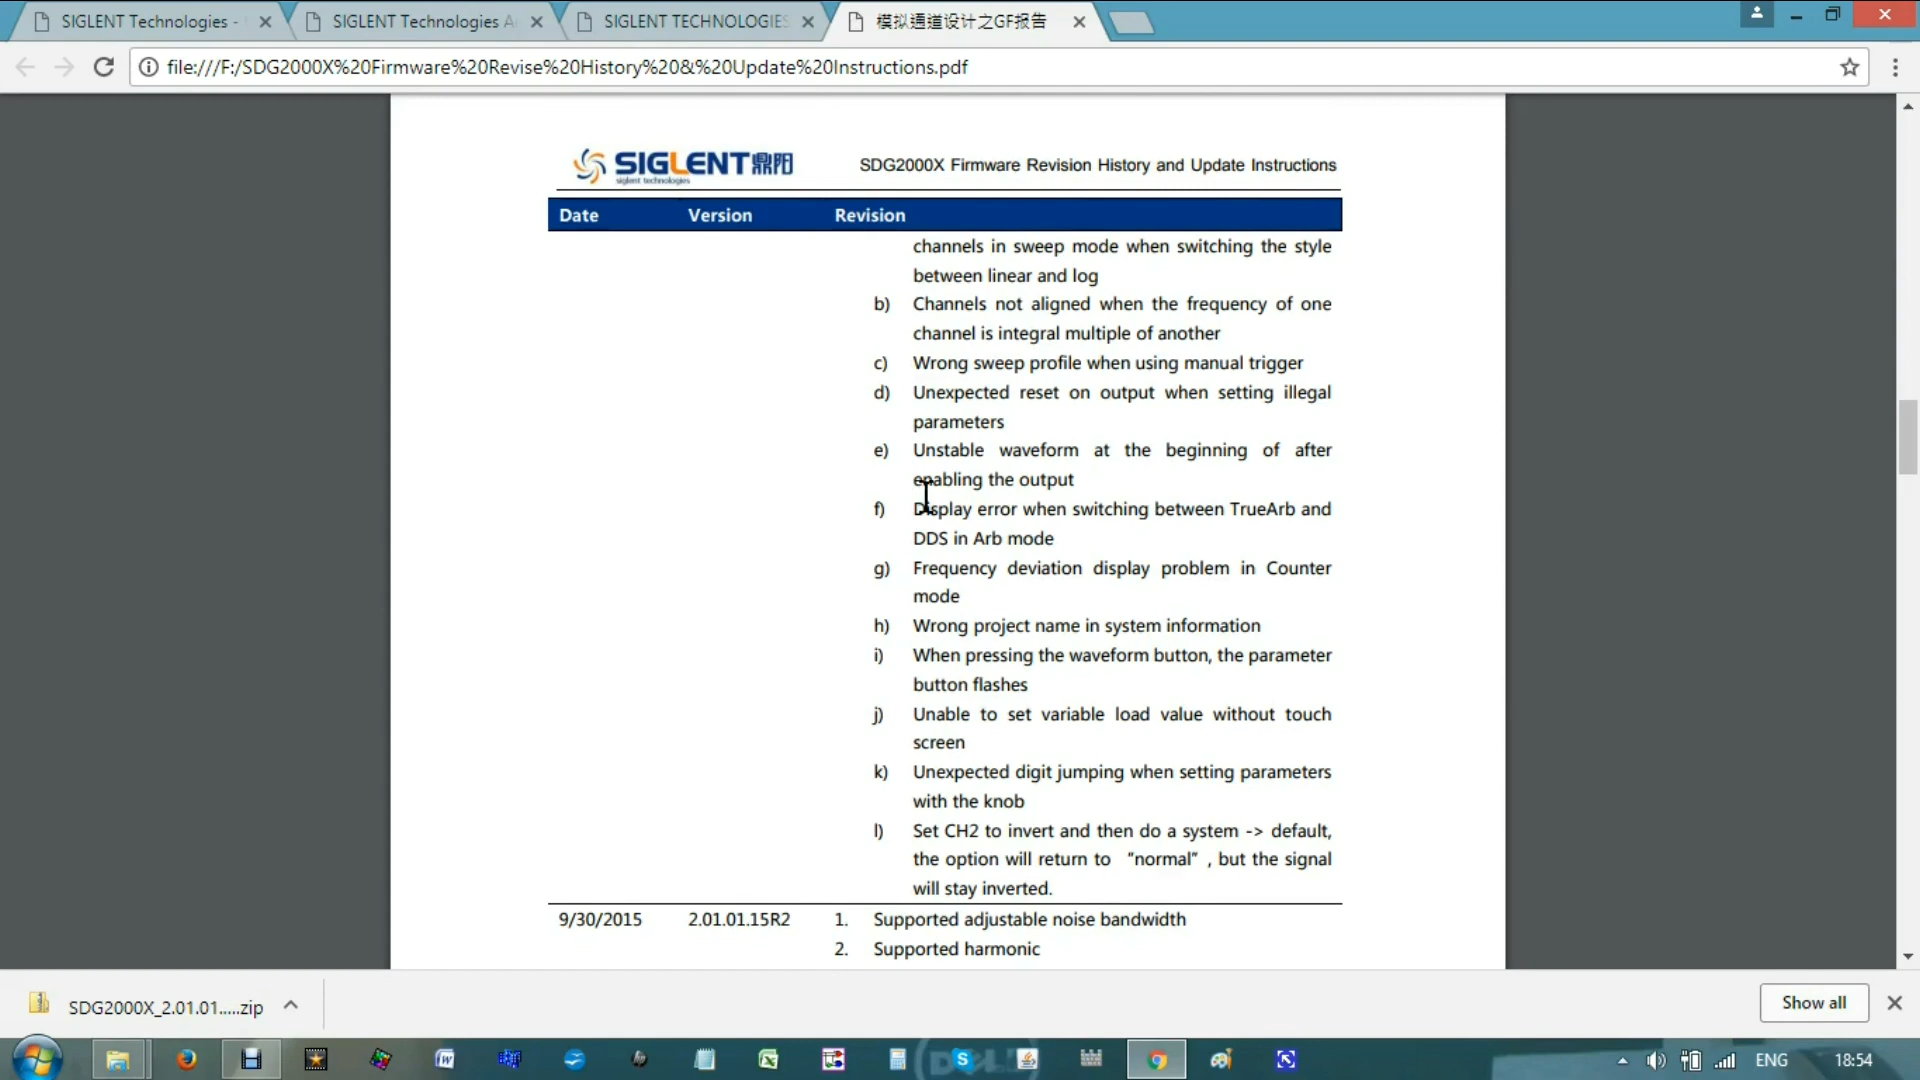 SIGLENT Technologies -
SIGLENT Technologies A
SIGLENT TECHNOLOGIES
模拟通道设计之GF报告
file:///F:/SDG2000X%20Firmware%20Revise%20History%20&%20Update%20Instructions.pdf
SIGLENT鼎阳
siglent technologies
SDG2000X Firmware Revision History and Update Instructions
Date Version Revision
channels in sweep mode when switching the style
between linear and log
b) Channels not aligned when the frequency of one
channel is integral multiple of another
c) Wrong sweep profile when using manual trigger
d) Unexpected reset on output when setting illegal
parameters
e) Unstable waveform at the beginning of after
enabling the output
f) Display error when switching between TrueArb and
DDS in Arb mode
g) Frequency deviation display problem in Counter
mode
h) Wrong project name in system information
i) When pressing the waveform button, the parameter
button flashes
j) Unable to set variable load value without touch
screen
k) Unexpected digit jumping when setting parameters
with the knob
l) Set CH2 to invert and then do a system -> default,
the option will return to “normal”, but the signal
will stay inverted.
9/30/2015 2.01.01.15R2 1. Supported adjustable noise bandwidth
2. Supported harmonic
SDG2000X_2.01.01.....zip
Show all
ENG 18:54